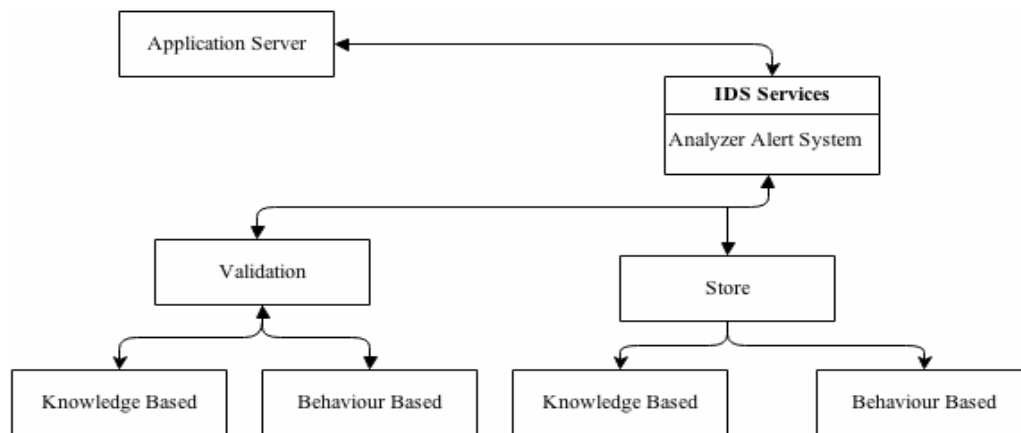 Application Server
IDS Services
Analyzer Alert System
Validation
Store
Knowledge Based
Behaviour Based
Knowledge Based
Behaviour Based